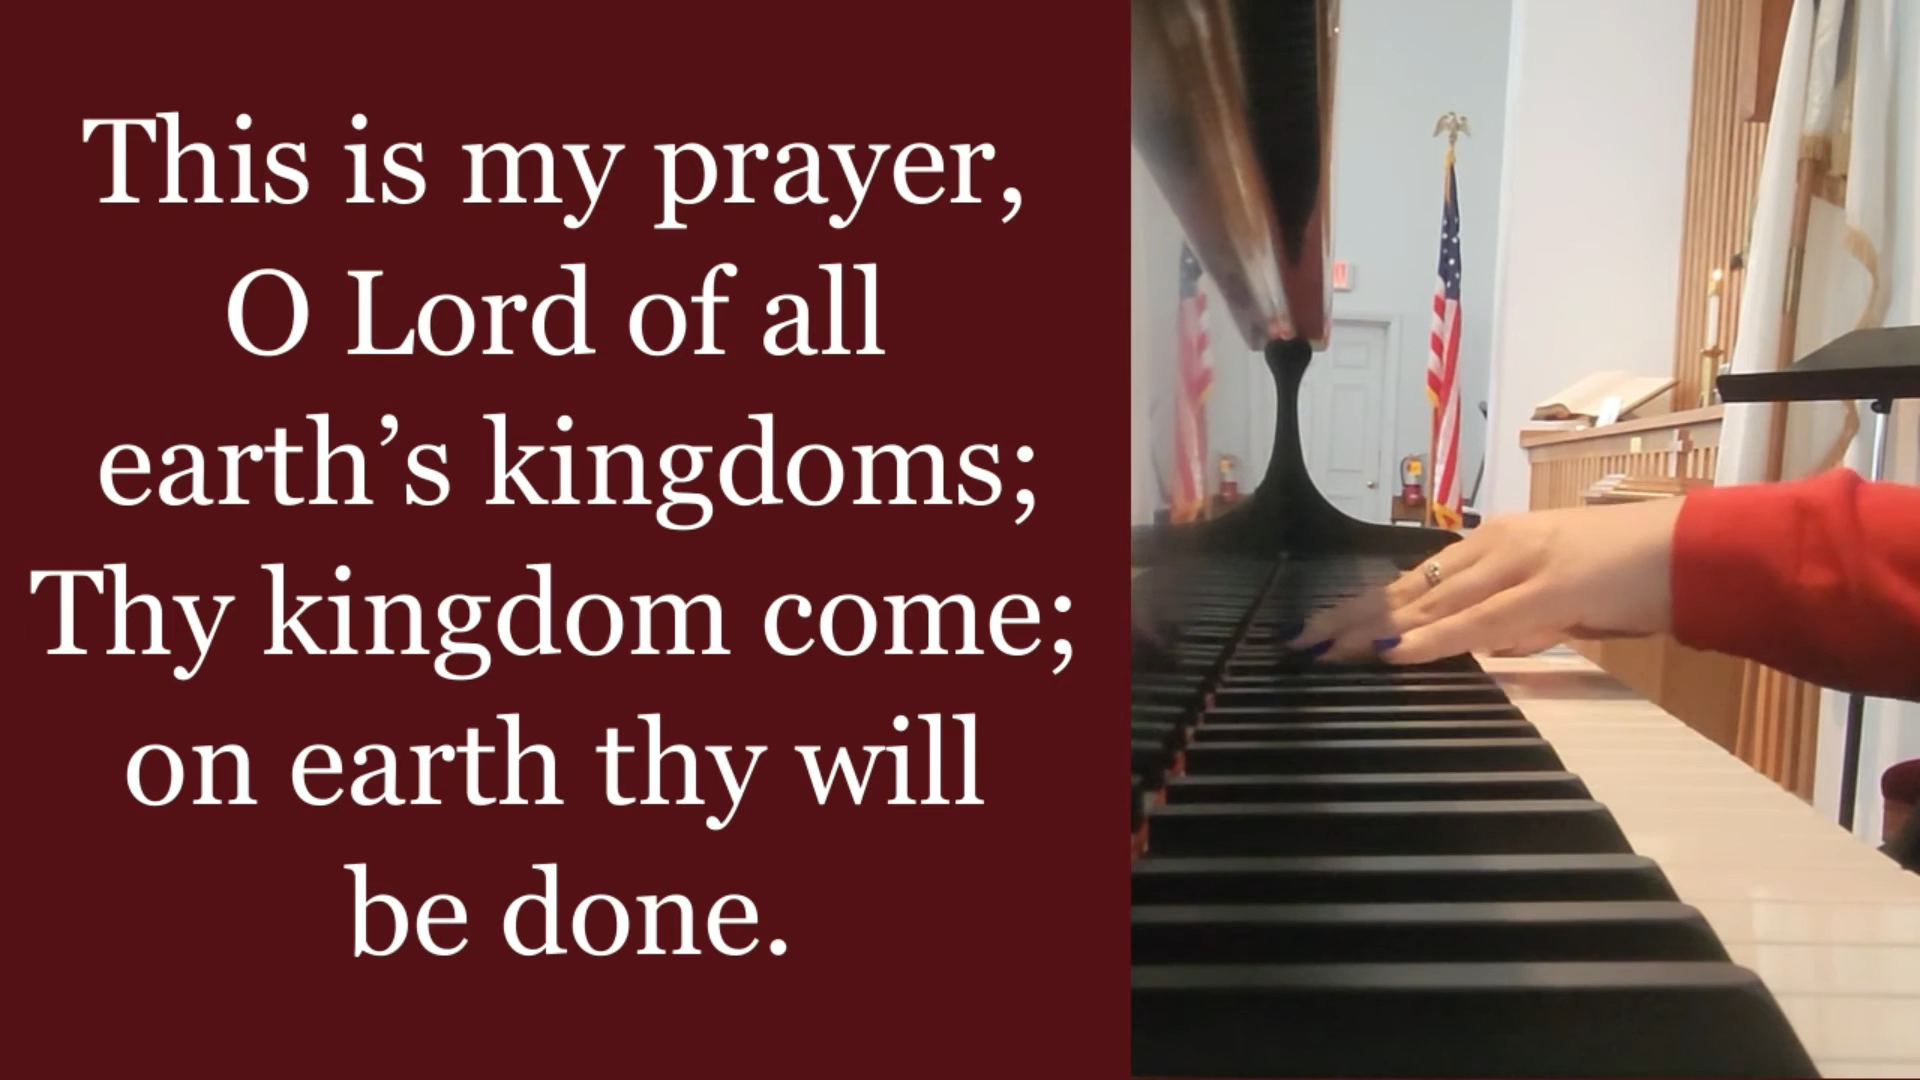 This is my prayer,
O Lord of all
earth’s kingdoms;
Thy kingdom come;
on earth thy will
be done.